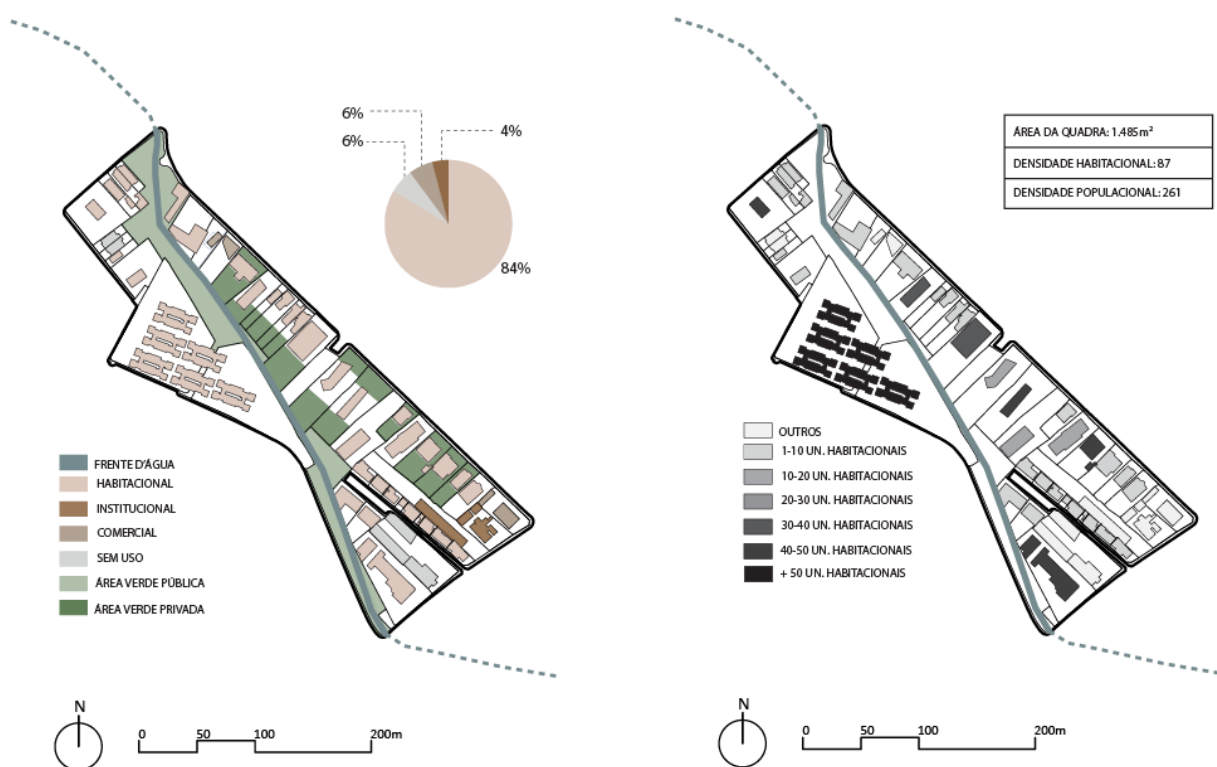 6%
6%
4%
84%
FRENTE D'ÁGUA
HABITACIONAL
INSTITUCIONAL
COMERCIAL
SEM USO
ÁREA VERDE PÚBLICA
ÁREA VERDE PRIVADA
N
0 50 100 200m
ÁREA DA QUADRA: 1.485m²
DENSIDADE HABITACIONAL: 87
DENSIDADE POPULACIONAL: 261
OUTROS
1-10 UN. HABITACIONAIS
10-20 UN. HABITACIONAIS
20-30 UN. HABITACIONAIS
30-40 UN. HABITACIONAIS
40-50 UN. HABITACIONAIS
+ 50 UN. HABITACIONAIS
N
0 50 100 200m